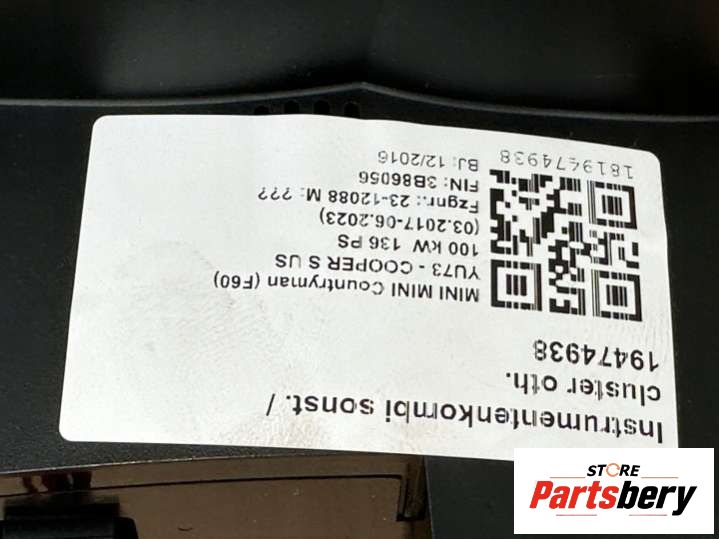 Instrumentenkombi sonst. /
cluster oth.
19474938
MINI MINI Countryman (F60)
YU73 - COOPER S US
100 kW 136 PS
(03.2017-06.2023)
Fzgnr.: 23-12088 M: ???
FIN: 3B86056
BJ: 12/2016
1819474938
STORE
Partsbery